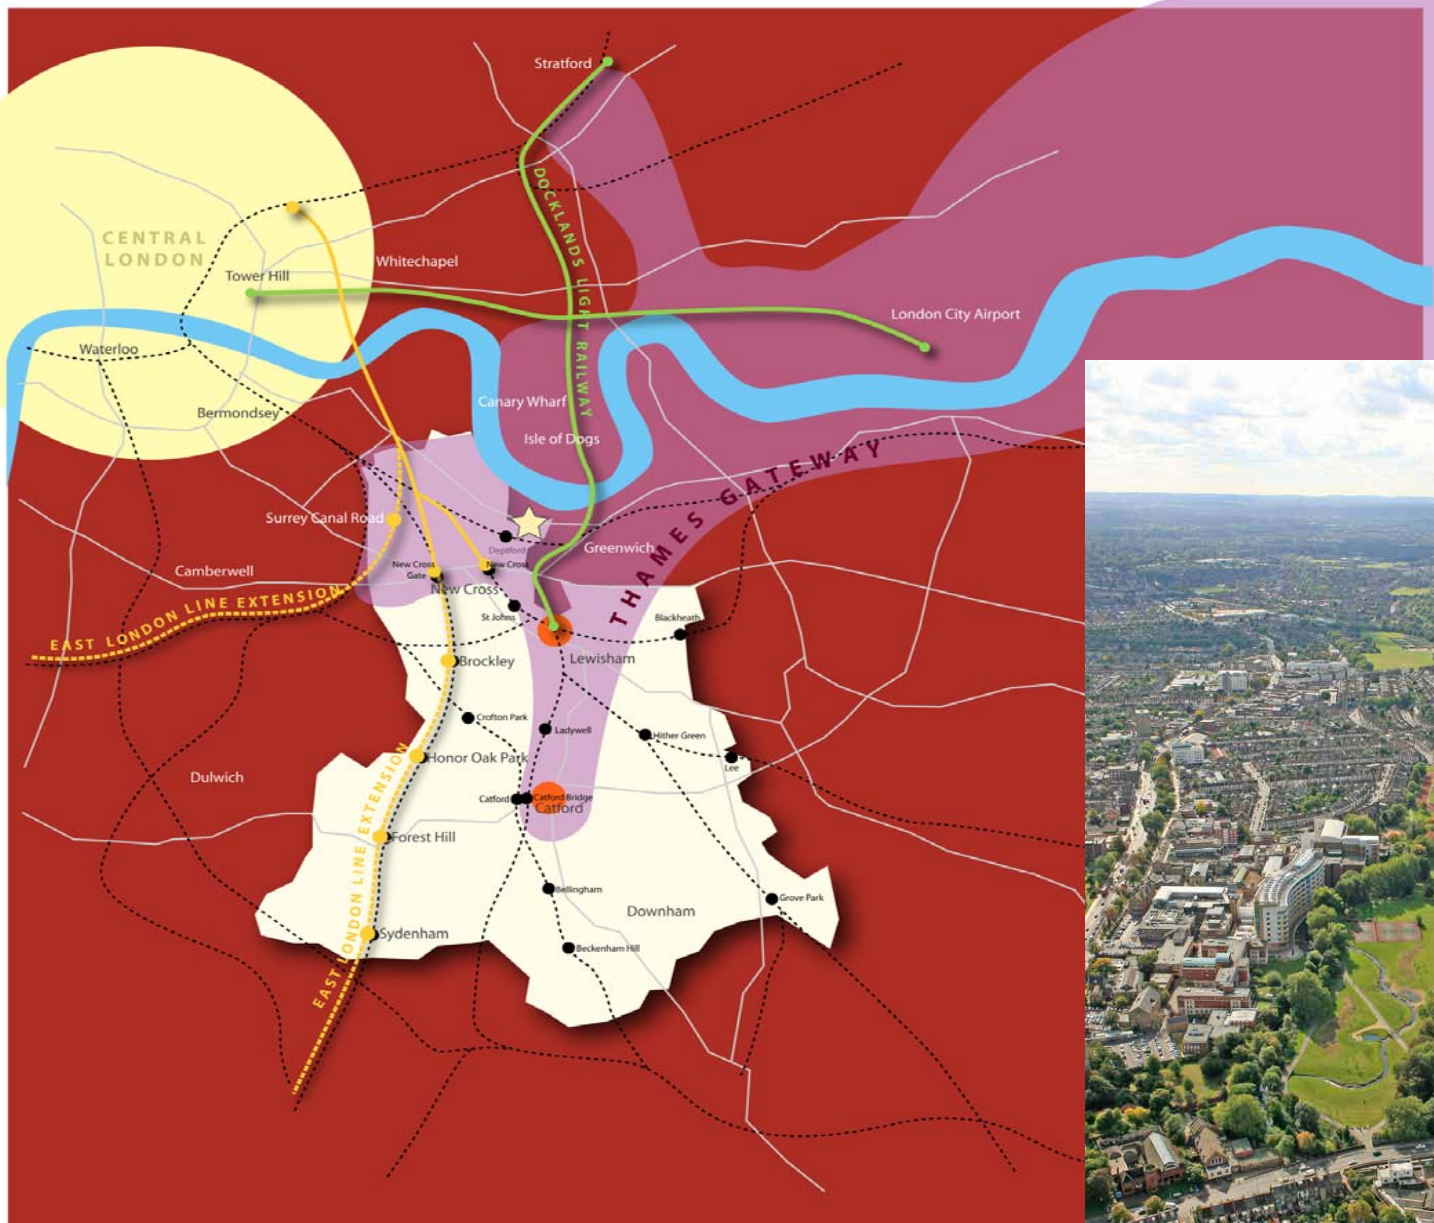 Stratford
DOCKLANDS LIGHT RAILWAY
CENTRAL
LONDON
Whitechapel
Tower Hill
London City Airport
Waterloo
Canary Wharf
Bermondsey
Isle of Dogs
THAMES GATEWAY
Surrey Canal Road
Deptford
Greenwich
New Cross
Gate
New Cross
Camberwell
New Cross
EAST LONDON LINE EXTENSION
St Johns
Blackheath
Lewisham
Brockley
Crofton Park
Ladywell
Hither Green
Honor Oak Park
Lee
Dulwich
Catford
Catford Bridge
Catford
Forest Hill
EAST LONDON LINE EXTENSION
Bellingham
Grove Park
Downham
Sydenham
Beckenham Hill